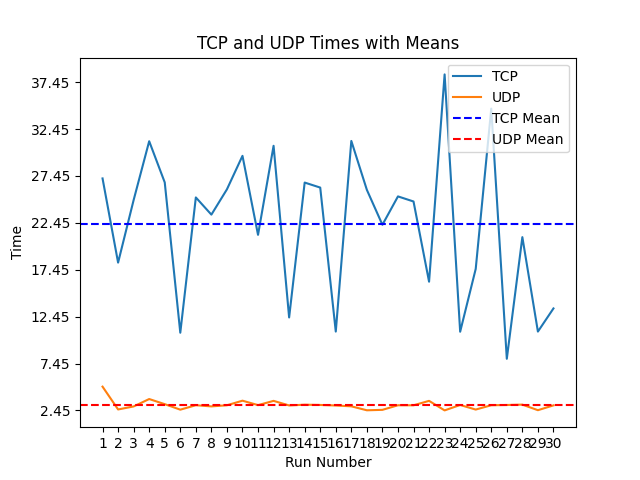 TCP and UDP Times with Means
Time
37.45
32.45
27.45
22.45
17.45
12.45
7.45
2.45
TCP
UDP
TCP Mean
UDP Mean
1 2 3 4 5 6 7 8 9 10 11 12 13 14 15 16 17 18 19 20 21 22 23 24 25 26 27 28 29 30
Run Number